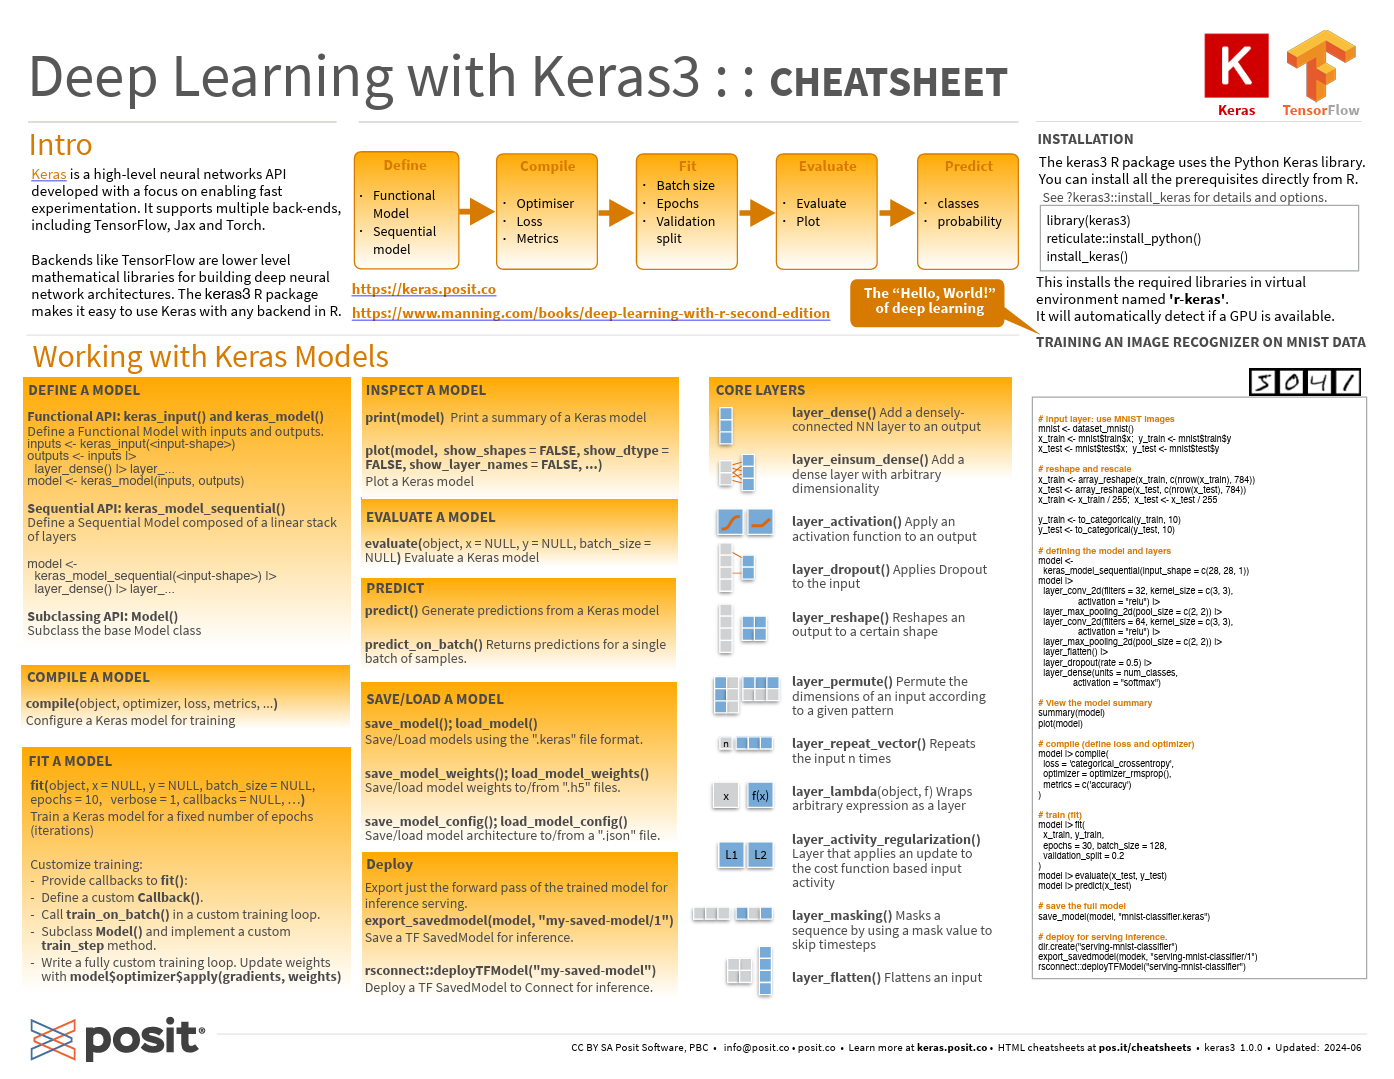 Deep Learning with Keras3 : : CHEATSHEET
K
Keras
TensorFlow
Intro
Keras is a high-level neural networks API
developed with a focus on enabling fast
experimentation. It supports multiple back-ends,
including TensorFlow, Jax and Torch.
Backends like TensorFlow are lower level
mathematical libraries for building deep neural
network architectures. The keras3 R package
makes it easy to use Keras with any backend in R.
Define
· Functional
Model
· Sequential
model
Compile
· Optimiser
· Loss
· Metrics
Fit
· Batch size
· Epochs
· Validation
split
Evaluate
· Evaluate
· Plot
Predict
· classes
· probability
https://keras.posit.co
https://www.manning.com/books/deep-learning-with-r-second-edition
The “Hello, World!”
of deep learning
INSTALLATION
The keras3 R package uses the Python Keras library.
You can install all the prerequisites directly from R.
See ?keras3::install_keras for details and options.
library(keras3)
reticulate::install_python()
install_keras()
This installs the required libraries in virtual
environment named 'r-keras'.
It will automatically detect if a GPU is available.
TRAINING AN IMAGE RECOGNIZER ON MNIST DATA
5 0 4 1
Working with Keras Models
DEFINE A MODEL
Functional API: keras_input() and keras_model()
Define a Functional Model with inputs and outputs.
inputs <- keras_input(<input-shape>)
outputs <- inputs |>
layer_dense() |> layer_...
model <- keras_model(inputs, outputs)
Sequential API: keras_model_sequential()
Define a Sequential Model composed of a linear stack
of layers
model <-
keras_model_sequential(<input-shape>) |>
layer_dense() |> layer_...
Subclassing API: Model()
Subclass the base Model class
COMPILE A MODEL
compile(object, optimizer, loss, metrics, ...)
Configure a Keras model for training
FIT A MODEL
fit(object, x = NULL, y = NULL, batch_size = NULL,
epochs = 10, verbose = 1, callbacks = NULL, …)
Train a Keras model for a fixed number of epochs
(iterations)
Customize training:
- Provide callbacks to fit():
- Define a custom Callback().
- Call train_on_batch() in a custom training loop.
- Subclass Model() and implement a custom
train_step method.
- Write a fully custom training loop. Update weights
with model$optimizer$apply(gradients, weights)
INSPECT A MODEL
print(model) Print a summary of a Keras model
plot(model, show_shapes = FALSE, show_dtype =
FALSE, show_layer_names = FALSE, ...)
Plot a Keras model
EVALUATE A MODEL
evaluate(object, x = NULL, y = NULL, batch_size =
NULL) Evaluate a Keras model
PREDICT
predict() Generate predictions from a Keras model
predict_on_batch() Returns predictions for a single
batch of samples.
SAVE/LOAD A MODEL
save_model(); load_model()
Save/Load models using the ".keras" file format.
save_model_weights(); load_model_weights()
Save/load model weights to/from ".h5" files.
save_model_config(); load_model_config()
Save/load model architecture to/from a ".json" file.
Deploy
Export just the forward pass of the trained model for
inference serving.
export_savedmodel(model, "my-saved-model/1")
Save a TF SavedModel for inference.
rsconnect::deployTFModel("my-saved-model")
Deploy a TF SavedModel to Connect for inference.
CORE LAYERS
layer_dense() Add a densely-
connected NN layer to an output
layer_einsum_dense() Add a
dense layer with arbitrary
dimensionality
layer_activation() Apply an
activation function to an output
layer_dropout() Applies Dropout
to the input
layer_reshape() Reshapes an
output to a certain shape
layer_permute() Permute the
dimensions of an input according
to a given pattern
n
layer_repeat_vector() Repeats
the input n times
x f(x)
layer_lambda(object, f) Wraps
arbitrary expression as a layer
L1 L2
layer_activity_regularization()
Layer that applies an update to
the cost function based input
activity
layer_masking() Masks a
sequence by using a mask value to
skip timesteps
layer_flatten() Flattens an input
# input layer: use MNIST images
mnist <- dataset_mnist()
x_train <- mnist$train$x; y_train <- mnist$train$y
x_test <- mnist$test$x; y_test <- mnist$test$y
# reshape and rescale
x_train <- array_reshape(x_train, c(nrow(x_train), 784))
x_test <- array_reshape(x_test, c(nrow(x_test), 784))
x_train <- x_train / 255; x_test <- x_test / 255
y_train <- to_categorical(y_train, 10)
y_test <- to_categorical(y_test, 10)
# defining the model and layers
model <-
keras_model_sequential(input_shape = c(28, 28, 1))
model |>
layer_conv_2d(filters = 32, kernel_size = c(3, 3),
activation = "relu") |>
layer_max_pooling_2d(pool_size = c(2, 2)) |>
layer_conv_2d(filters = 64, kernel_size = c(3, 3),
activation = "relu") |>
layer_max_pooling_2d(pool_size = c(2, 2)) |>
layer_flatten() |>
layer_dropout(rate = 0.5) |>
layer_dense(units = num_classes,
activation = "softmax")
# View the model summary
summary(model)
plot(model)
# compile (define loss and optimizer)
model |> compile(
loss = 'categorical_crossentropy',
optimizer = optimizer_rmsprop(),
metrics = c('accuracy')
)
# train (fit)
model |> fit(
x_train, y_train,
epochs = 30, batch_size = 128,
validation_split = 0.2
)
model |> evaluate(x_test, y_test)
model |> predict(x_test)
# save the full model
save_model(model, "mnist-classifier.keras")
# deploy for serving inference.
dir.create("serving-mnist-classifier")
export_savedmodel(modek, "serving-mnist-classifier/1")
rsconnect::deployTFModel("serving-mnist-classifier")
posit®
CC BY SA Posit Software, PBC • info@posit.co • posit.co • Learn more at keras.posit.co • HTML cheatsheets at pos.it/cheatsheets • keras3 1.0.0 • Updated: 2024-06